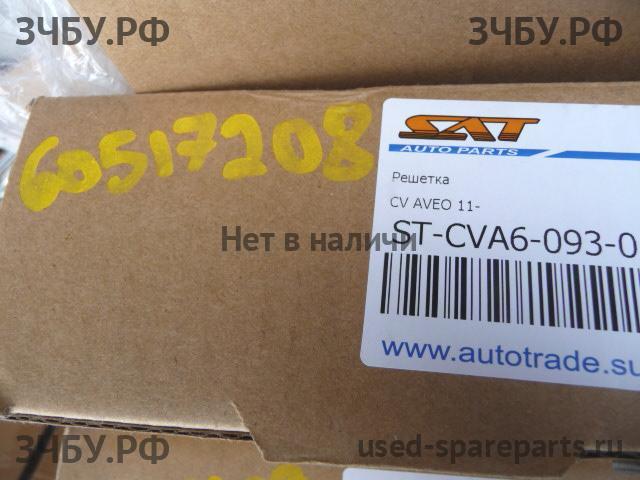 ЗЧБУ.РФ ЗЧБУ.РФ
60517208
SAT
AUTO PARTS
Решетка
CV AVEO 11-
ST-CVA6-093-0
Нет в наличии
www.autotrade.su
ЗЧБУ.РФ used-spareparts.ru